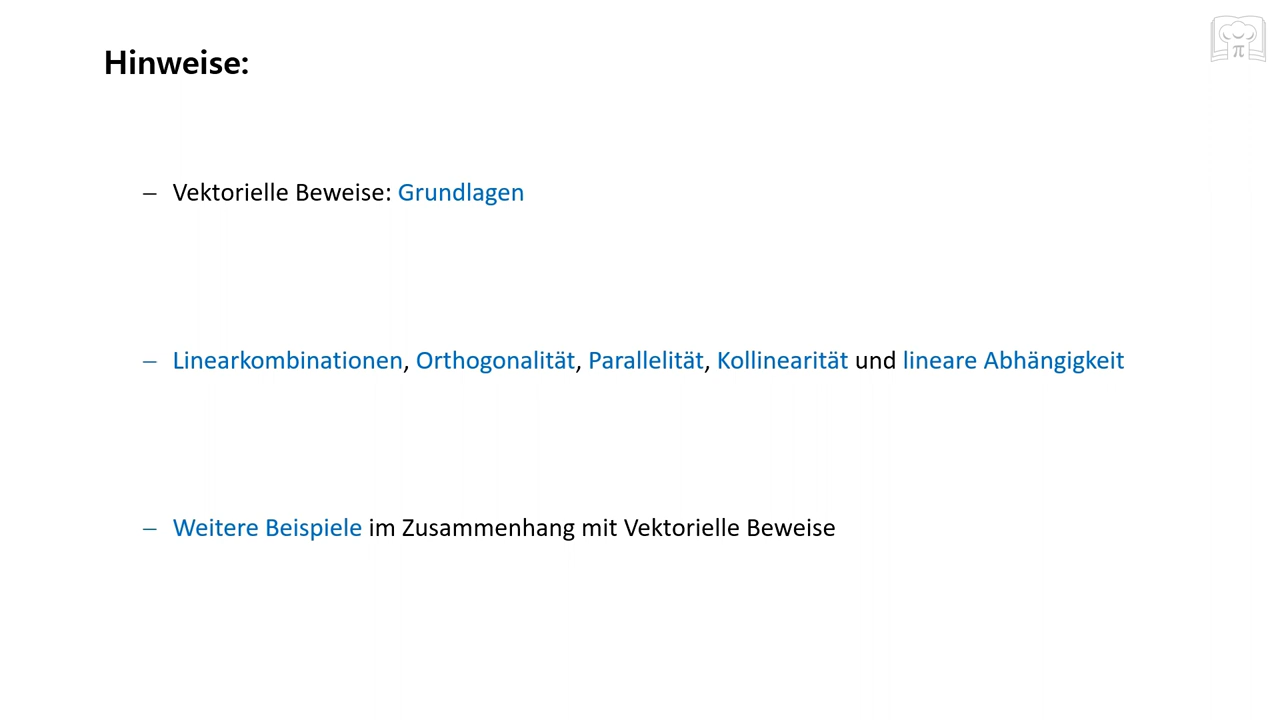 Hinweise:
– Vektorielle Beweise: Grundlagen
– Linearkombinationen, Orthogonalität, Parallelität, Kollinearität und lineare Abhängigkeit
– Weitere Beispiele im Zusammenhang mit Vektorielle Beweise
π